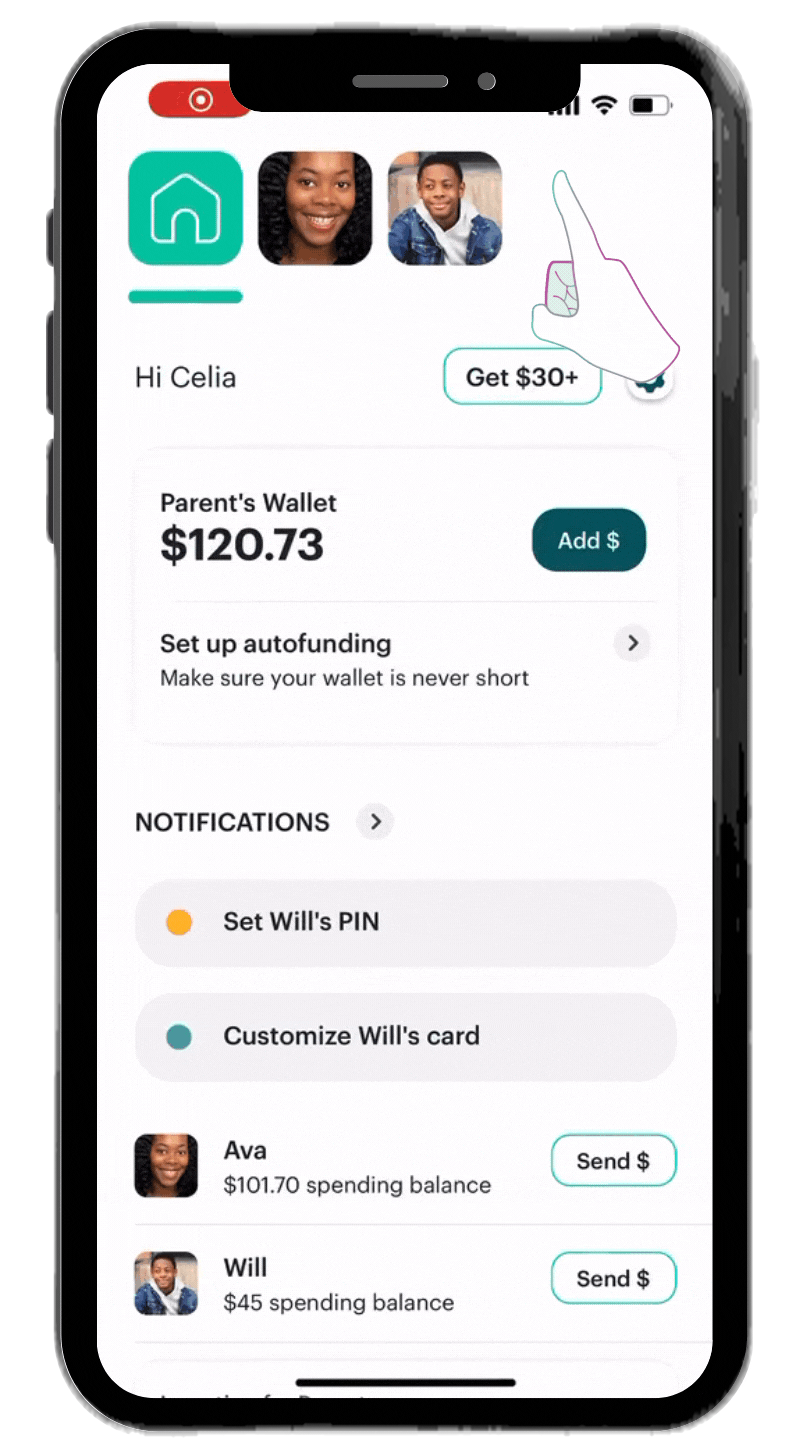 Hi Celia
Get $30+
Parent's Wallet
$120.73
Add $
Set up autofunding
Make sure your wallet is never short
NOTIFICATIONS
Set Will's PIN
Customize Will's card
Ava
$101.70 spending balance
Send $
Will
$45 spending balance
Send $